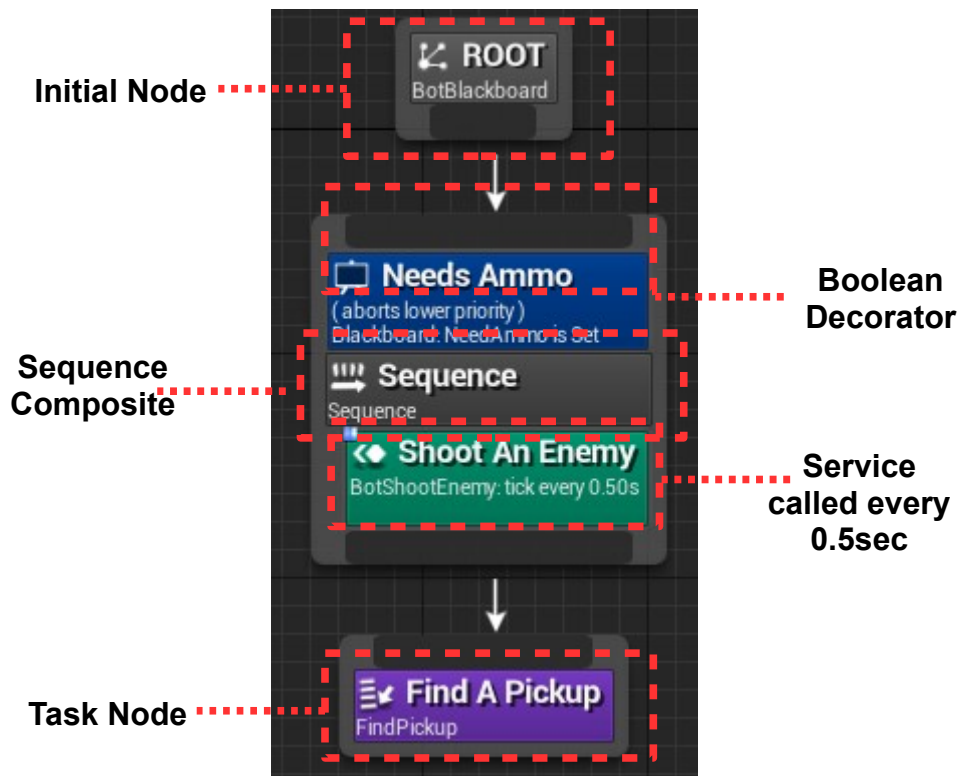 ROOT
BotBlackboard
Initial Node
Needs Ammo
( aborts lower priority )
Blackboard: NeedAmmo is Set
Boolean
Decorator
Sequence
Composite
Sequence
Sequence
Shoot An Enemy
BotShootEnemy: tick every 0.50s
Service
called every
0.5sec
Find A Pickup
FindPickup
Task Node